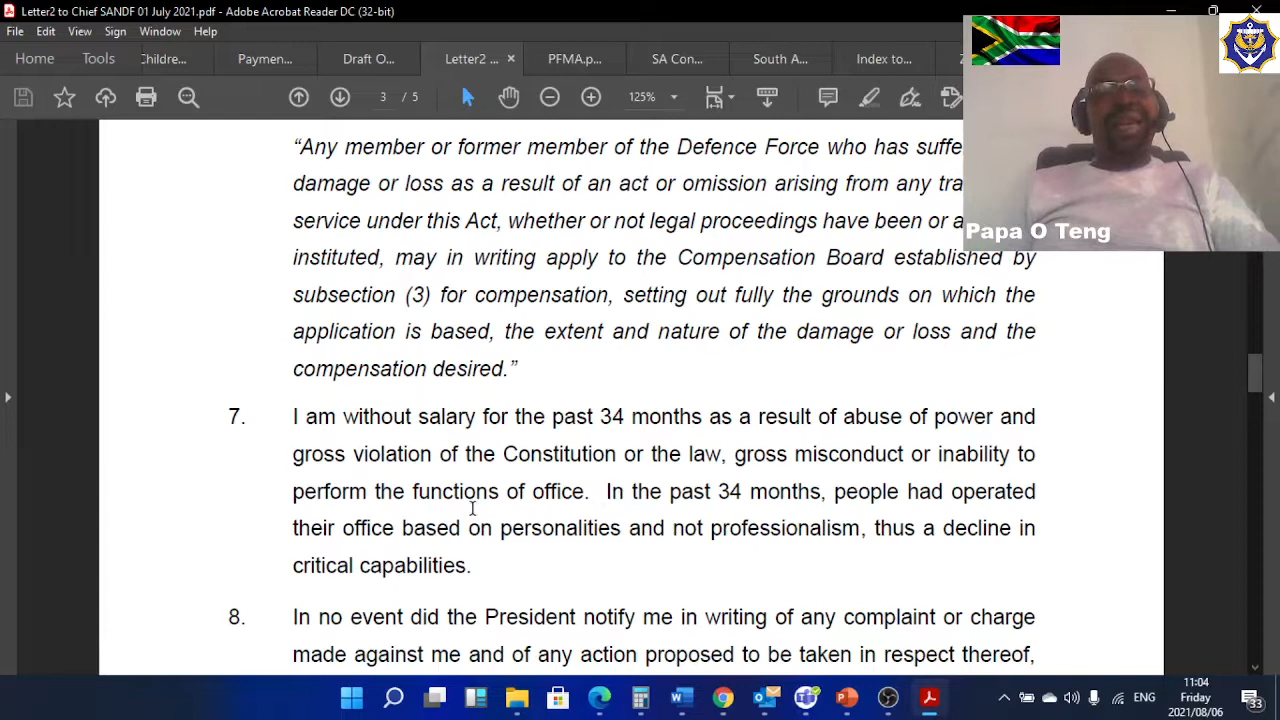 Letter2 to Chief SANDF 01 July 2021.pdf - Adobe Acrobat Reader DC (32-bit)
File Edit View Sign Window Help
Home Tools Childre... Paymen... Draft O... Letter2 ... × PFMA.p... SA Con... South A... Index to...
3 / 5 125%
“Any member or former member of the Defence Force who has suffe
damage or loss as a result of an act or omission arising from any tra
service under this Act, whether or not legal proceedings have been or a
Papa O Teng
instituted, may in writing apply to the Compensation Board established by
subsection (3) for compensation, setting out fully the grounds on which the
application is based, the extent and nature of the damage or loss and the
compensation desired.”
7. I am without salary for the past 34 months as a result of abuse of power and
gross violation of the Constitution or the law, gross misconduct or inability to
perform the functions of office. In the past 34 months, people had operated
their office based on personalities and not professionalism, thus a decline in
critical capabilities.
8. In no event did the President notify me in writing of any complaint or charge
made against me and of any action proposed to be taken in respect thereof,
ENG
11:04
Friday
2021/08/06
33